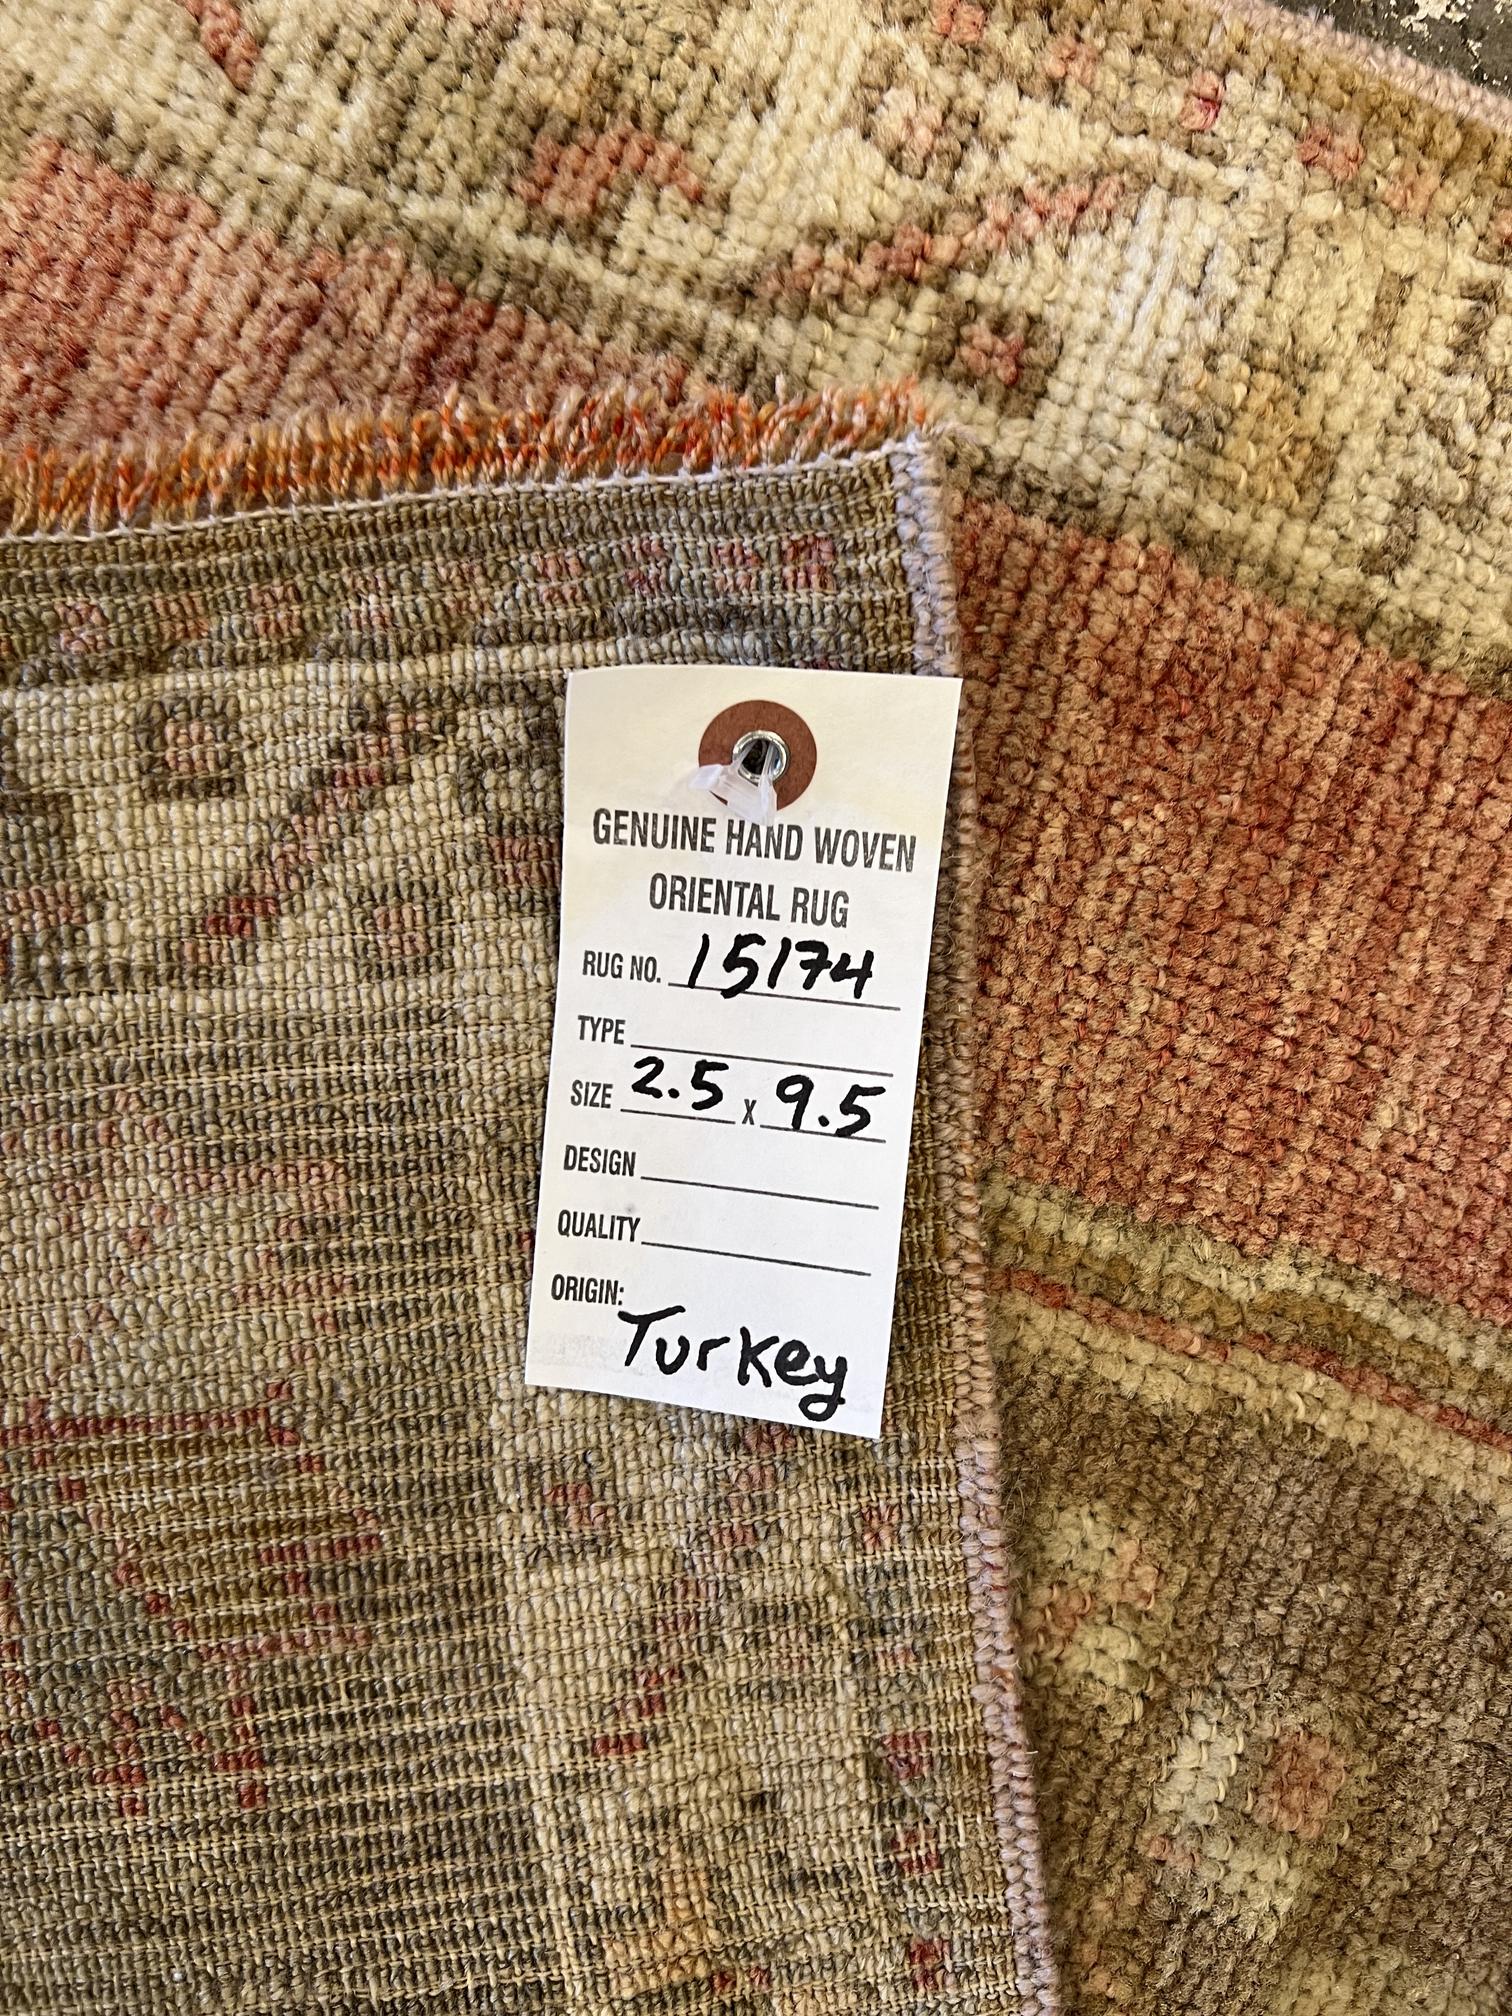 GENUINE HAND WOVEN
ORIENTAL RUG
RUG NO. 15174
TYPE
SIZE 2.5 X 9.5
DESIGN
QUALITY
ORIGIN:
Turkey